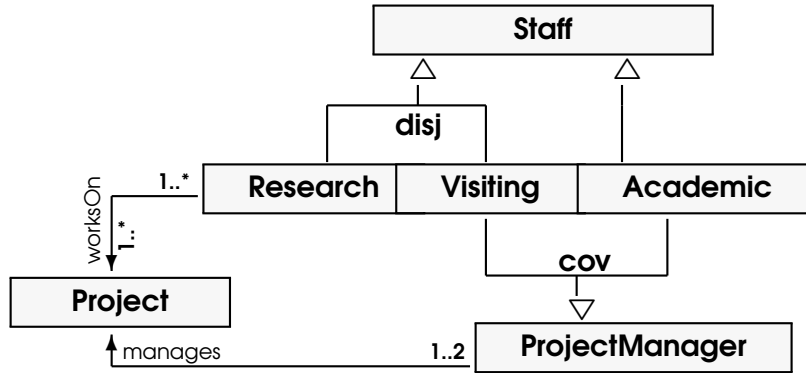 Staff
disj
Research
Visiting
Academic
1..*
worksOn
1..*
cov
Project
ProjectManager
manages
1..2